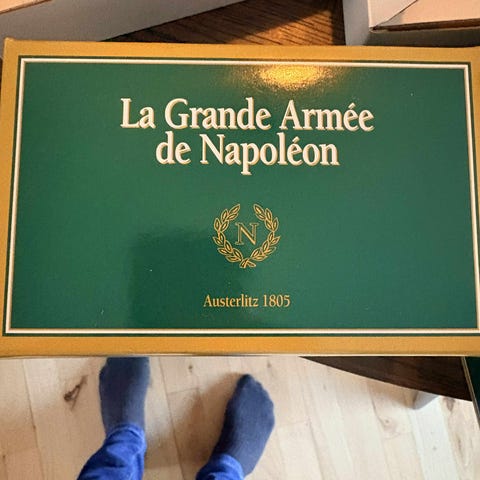 La Grande Armée
de Napoléon
N
Austerlitz 1805